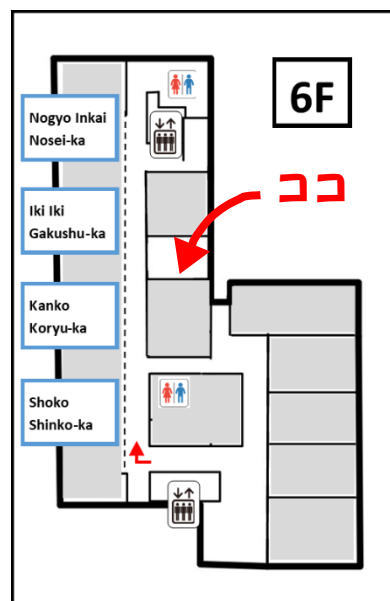 6F
ココ
Nogyo Inkai
Nosei-ka
Iki Iki
Gakushu-ka
Kanko
Koryu-ka
Shoko
Shinko-ka